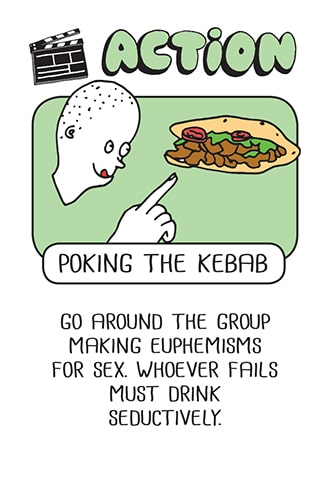 ACTiON
POKING THE KEBAB
GO AROUND THE GROUP
MAKING EUPHEMISMS
FOR SEX. WHOEVER FAILS
MUST DRINK
SEDUCTIVELY.